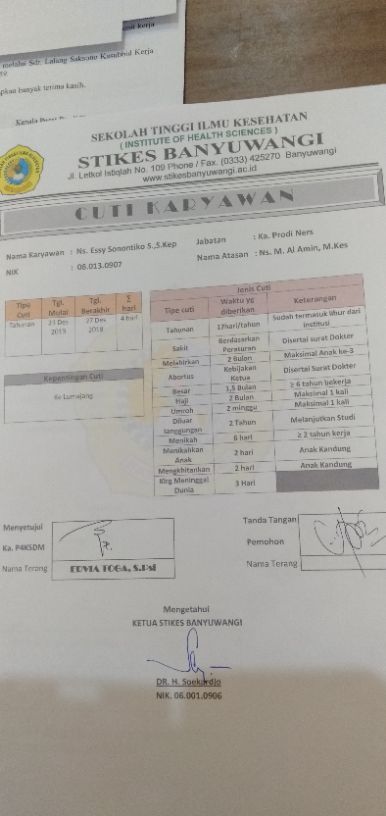 melalui Sdr. Lalang Saksono Kasubbid Kerja
banyak terima kasih.
SEKOLAH TINGGI ILMU KESEHATAN
( INSTITUTE OF HEALTH SCIENCES )
STIKES BANYUWANGI
Jl. Letkol Istiqlah No. 109 Phone / Fax. (0333) 425270 Banyuwangi
www.stikesbanyuwangi.ac.id
CUTI KARYAWAN
Nama Karyawan : Ns. Essy Sonontiko S.,S.Kep
Jabatan : Ka. Prodi Ners
NIK : 06.013.0907
Nama Atasan : Ns. M. Al Amin, M.Kes
Tipe Cuti Tgl. Mulai Tgl. Berakhir Σ hari
Tahunan 23 Des 27 Des 4 hari
Kepentingan Cuti
Ke Lumajang
Jenis Cuti
Tipe cuti Waktu yg diberikan Keterangan
Tahunan 12hari/tahun Sudah termasuk libur dari institusi
Sakit Berdasarkan Peraturan Disertai surat Dokter
Melahirkan 2 Bulan Maksimal Anak ke-3
Abortus Kebijakan Ketua Disertai Surat Dokter
Besar 1,5 Bulan ≥ 6 tahun bekerja
Haji 2 Bulan Maksimal 1 kali
Umroh 2 minggu Maksimal 1 kali
Diluar tanggungan 2 Tahun Melanjutkan Studi
Menikah 6 hari ≥ 2 tahun kerja
Menikahkan Anak 2 hari Anak Kandung
Mengkhitankan 2 hari Anak Kandung
Klrg Meninggal Dunia 3 Hari
Menyetujui
Ka. P4KSDM
Nama Terang EDVIA TOGA, S.Psi
Tanda Tangan
Pemohon
Nama Terang
Mengetahui
KETUA STIKES BANYUWANGI
DR. H. Soekardjo
NIK. 06.001.0906